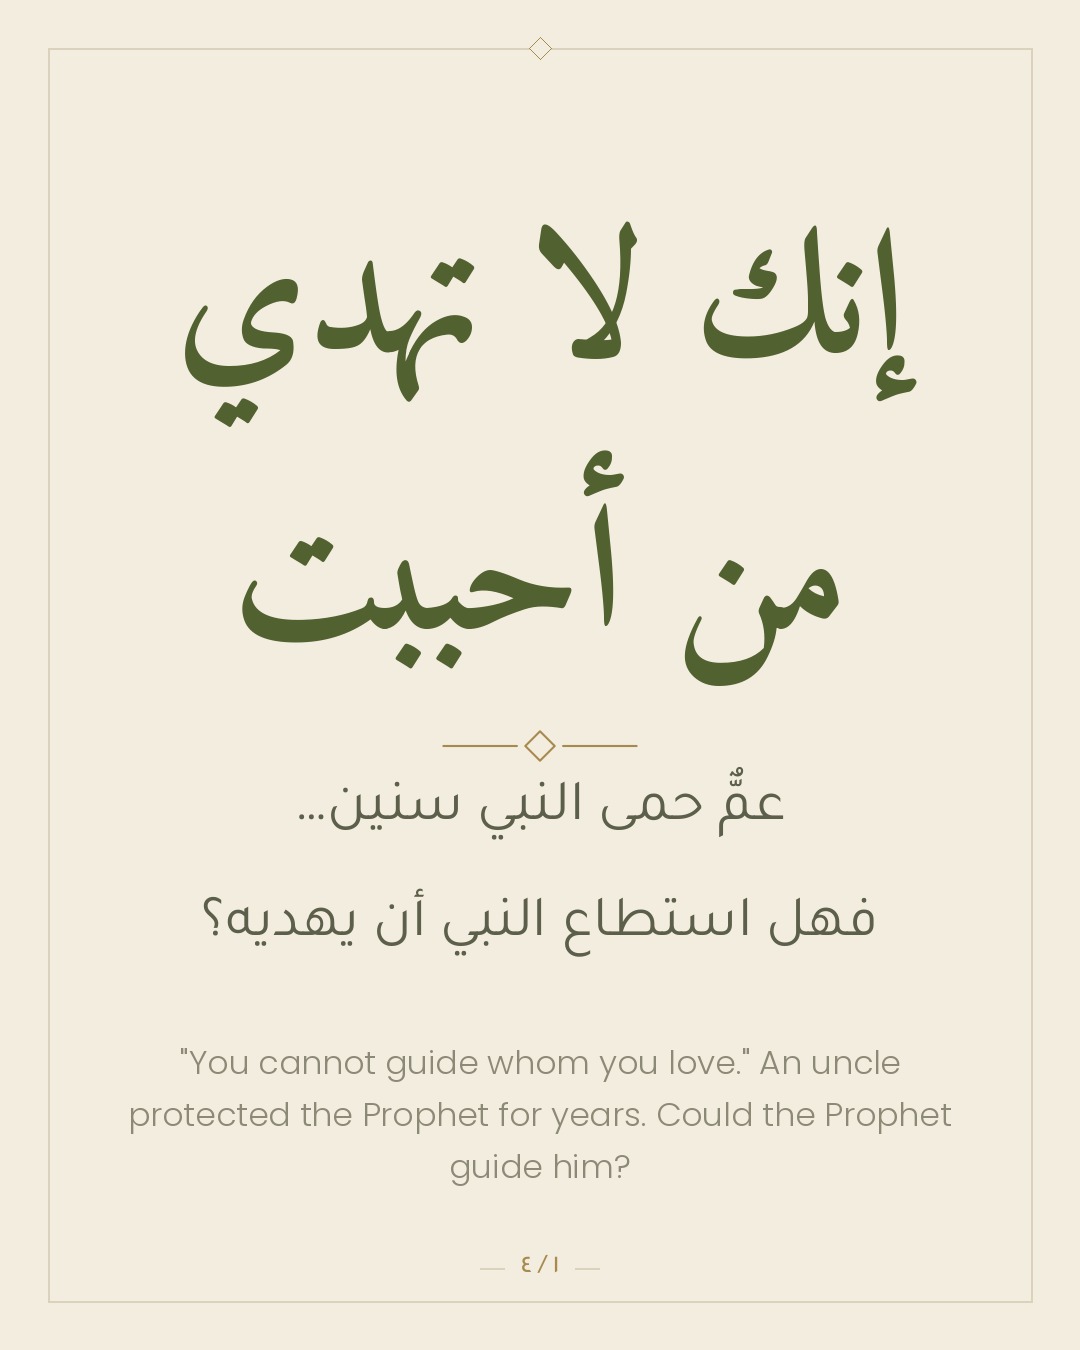 إنك لا تهدي
من أحببت
عمٌّ حمى النبي سنين...
فهل استطاع النبي أن يهديه؟
"You cannot guide whom you love." An uncle
protected the Prophet for years. Could the Prophet
guide him?
١ / ٤